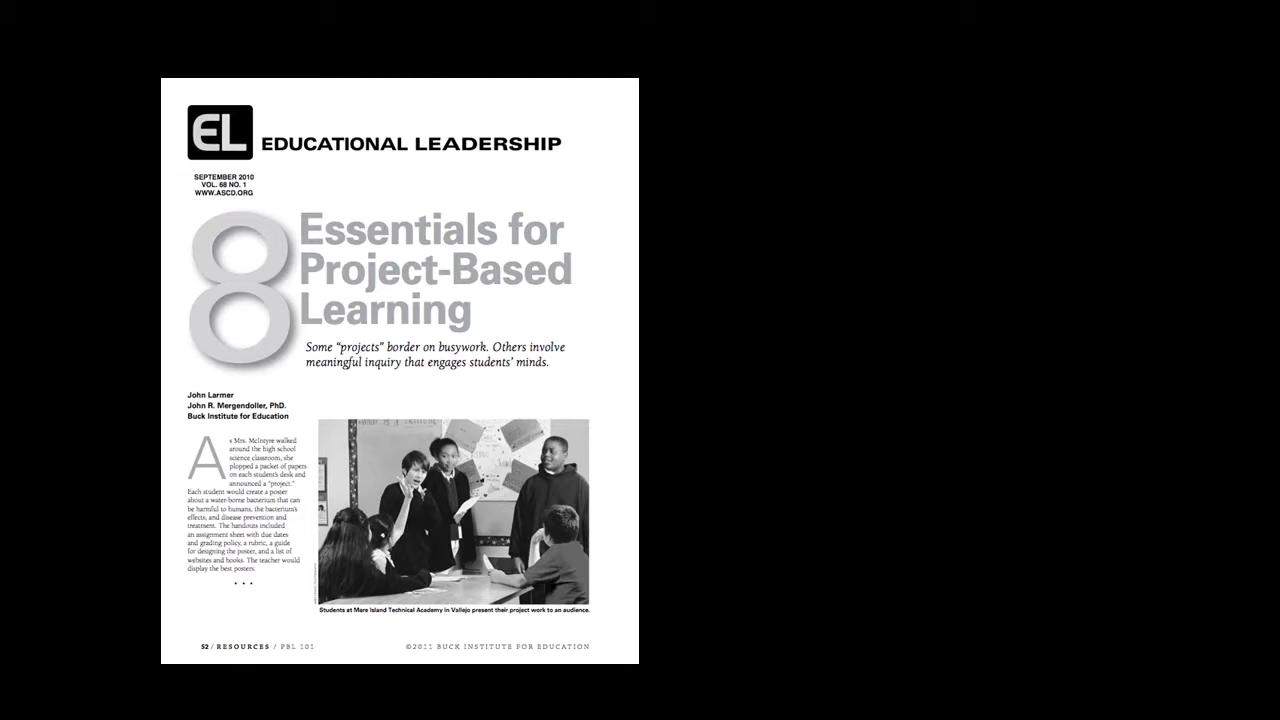 EL EDUCATIONAL LEADERSHIP
SEPTEMBER 2010
VOL. 68 NO. 1
WWW.ASCD.ORG
8 Essentials for
Project-Based
Learning
Some “projects” border on busywork. Others involve
meaningful inquiry that engages students’ minds.
John Larmer
John R. Mergendoller, PhD.
Buck Institute for Education
As Mrs. McIntyre walked
around the high school
science classroom, she
plopped a packet of papers
on each student’s desk and
announced a “project.”
Each student would create a poster
about a water-borne bacterium that can
be harmful to humans, the bacterium’s
effects, and disease prevention and
treatment. The handouts included
an assignment sheet with due dates
and grading policy, a rubric, a guide
for designing the poster, and a list of
websites and books. The teacher would
display the best posters.
• • •
Students at Mare Island Technical Academy in Vallejo present their project work to an audience.
52 / RESOURCES / PBL 101
©2011 BUCK INSTITUTE FOR EDUCATION